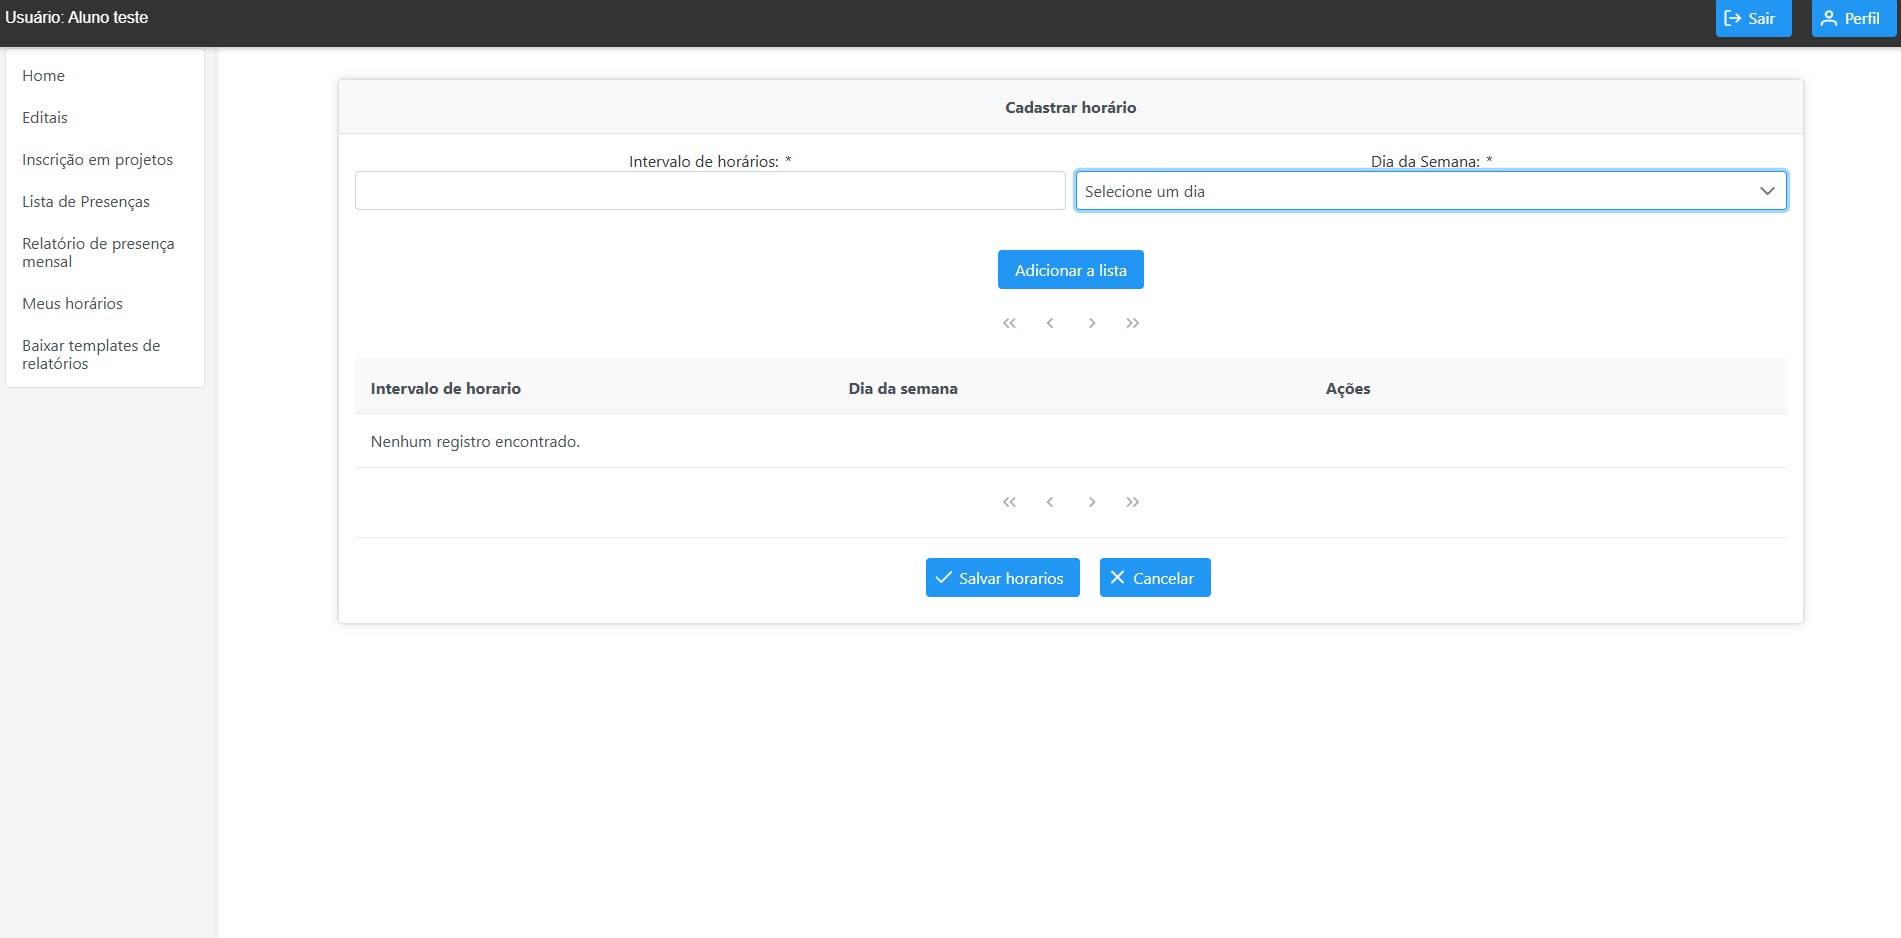 Usuário: Aluno teste
Sair
Perfil
Home
Editais
Inscrição em projetos
Lista de Presenças
Relatório de presença
mensal
Meus horários
Baixar templates de
relatórios
Cadastrar horário
Intervalo de horários: *
Dia da Semana: *
Selecione um dia
Adicionar a lista
Intervalo de horario
Dia da semana
Ações
Nenhum registro encontrado.
Salvar horarios
Cancelar